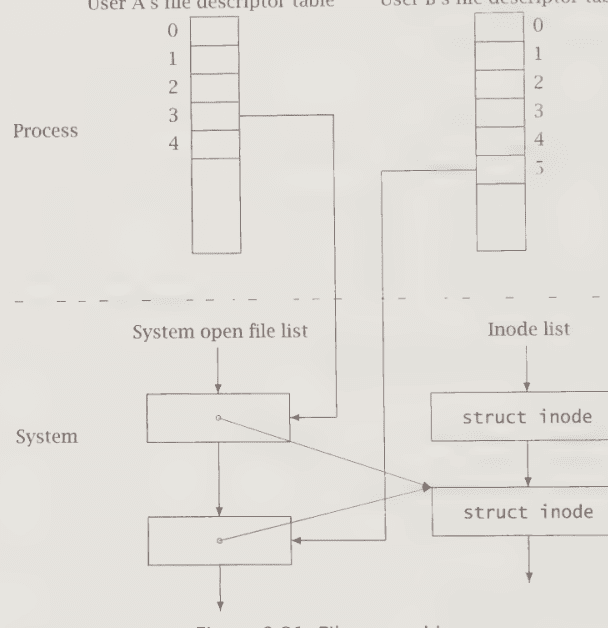 User A's file descriptor table
User B's file descriptor
0
1
2
3
4
0
1
2
3
4
5
Process
System open file list
Inode list
System
struct inode
struct inode